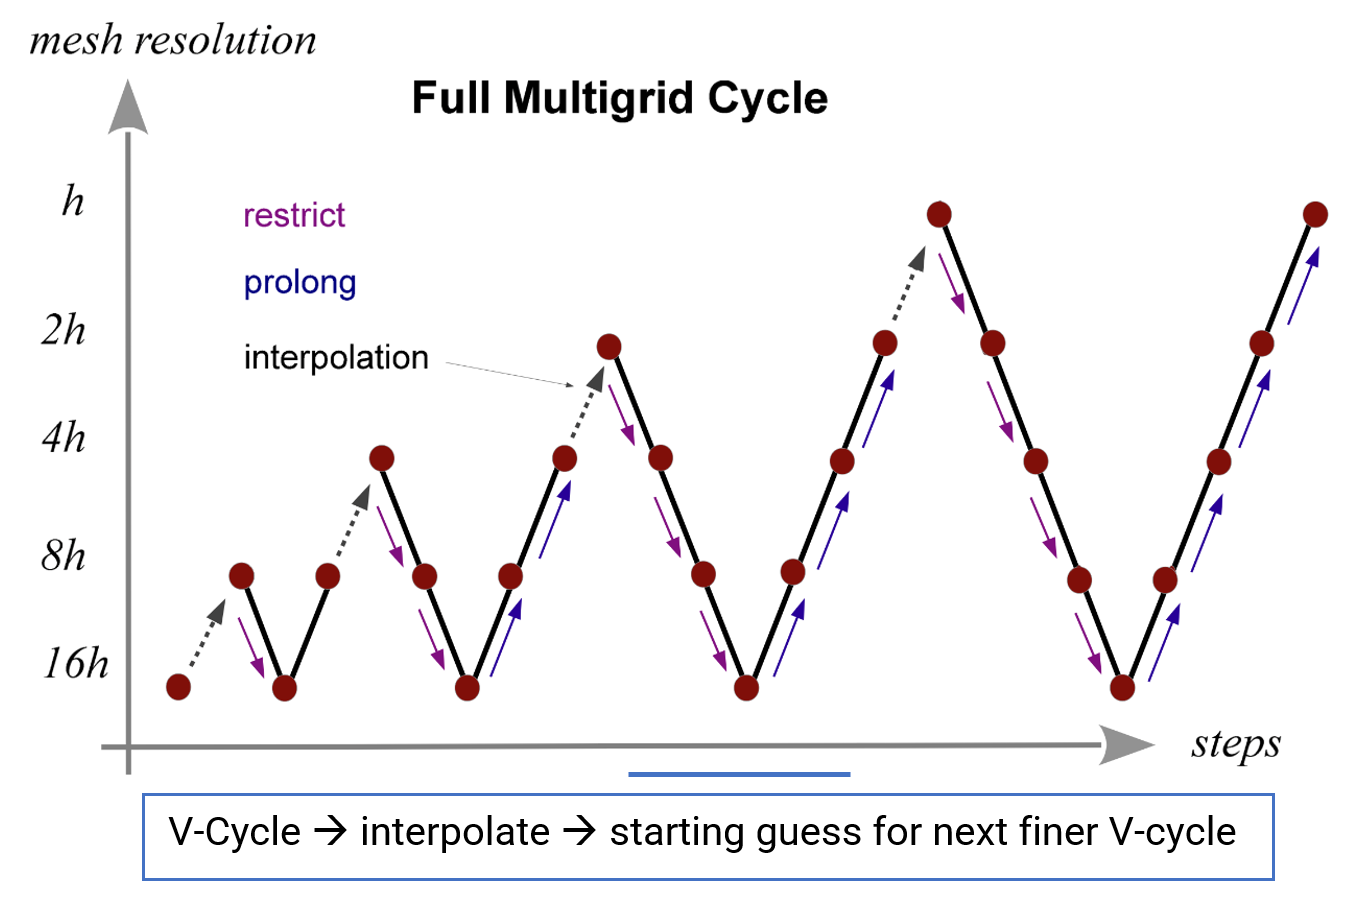 mesh resolution
Full Multigrid Cycle
h
restrict
prolong
2h
interpolation
4h
8h
16h
steps
V-Cycle → interpolate → starting guess for next finer V-cycle